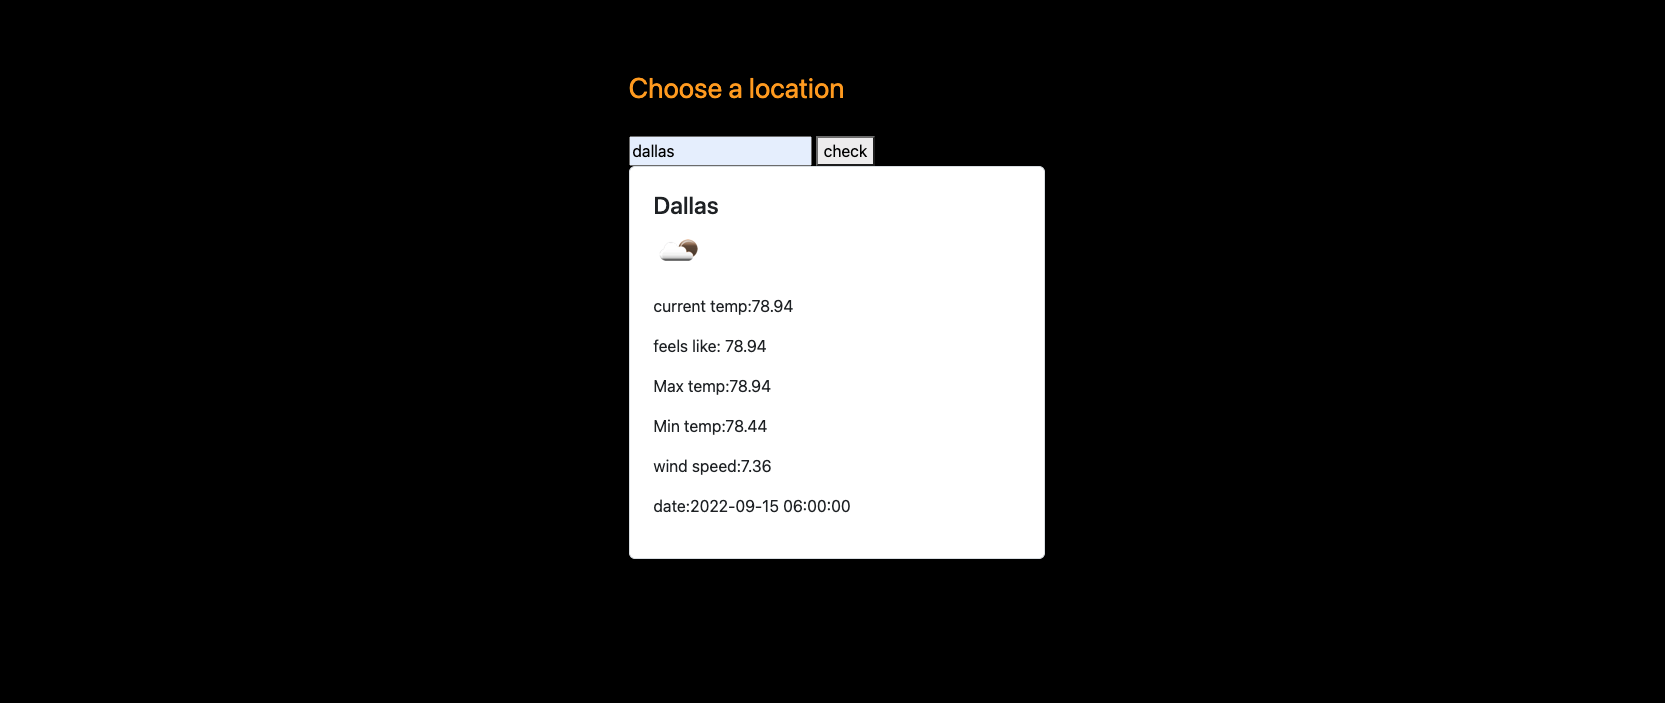 Choose a location
dallas check
Dallas
current temp:78.94
feels like: 78.94
Max temp:78.94
Min temp:78.44
wind speed:7.36
date:2022-09-15 06:00:00